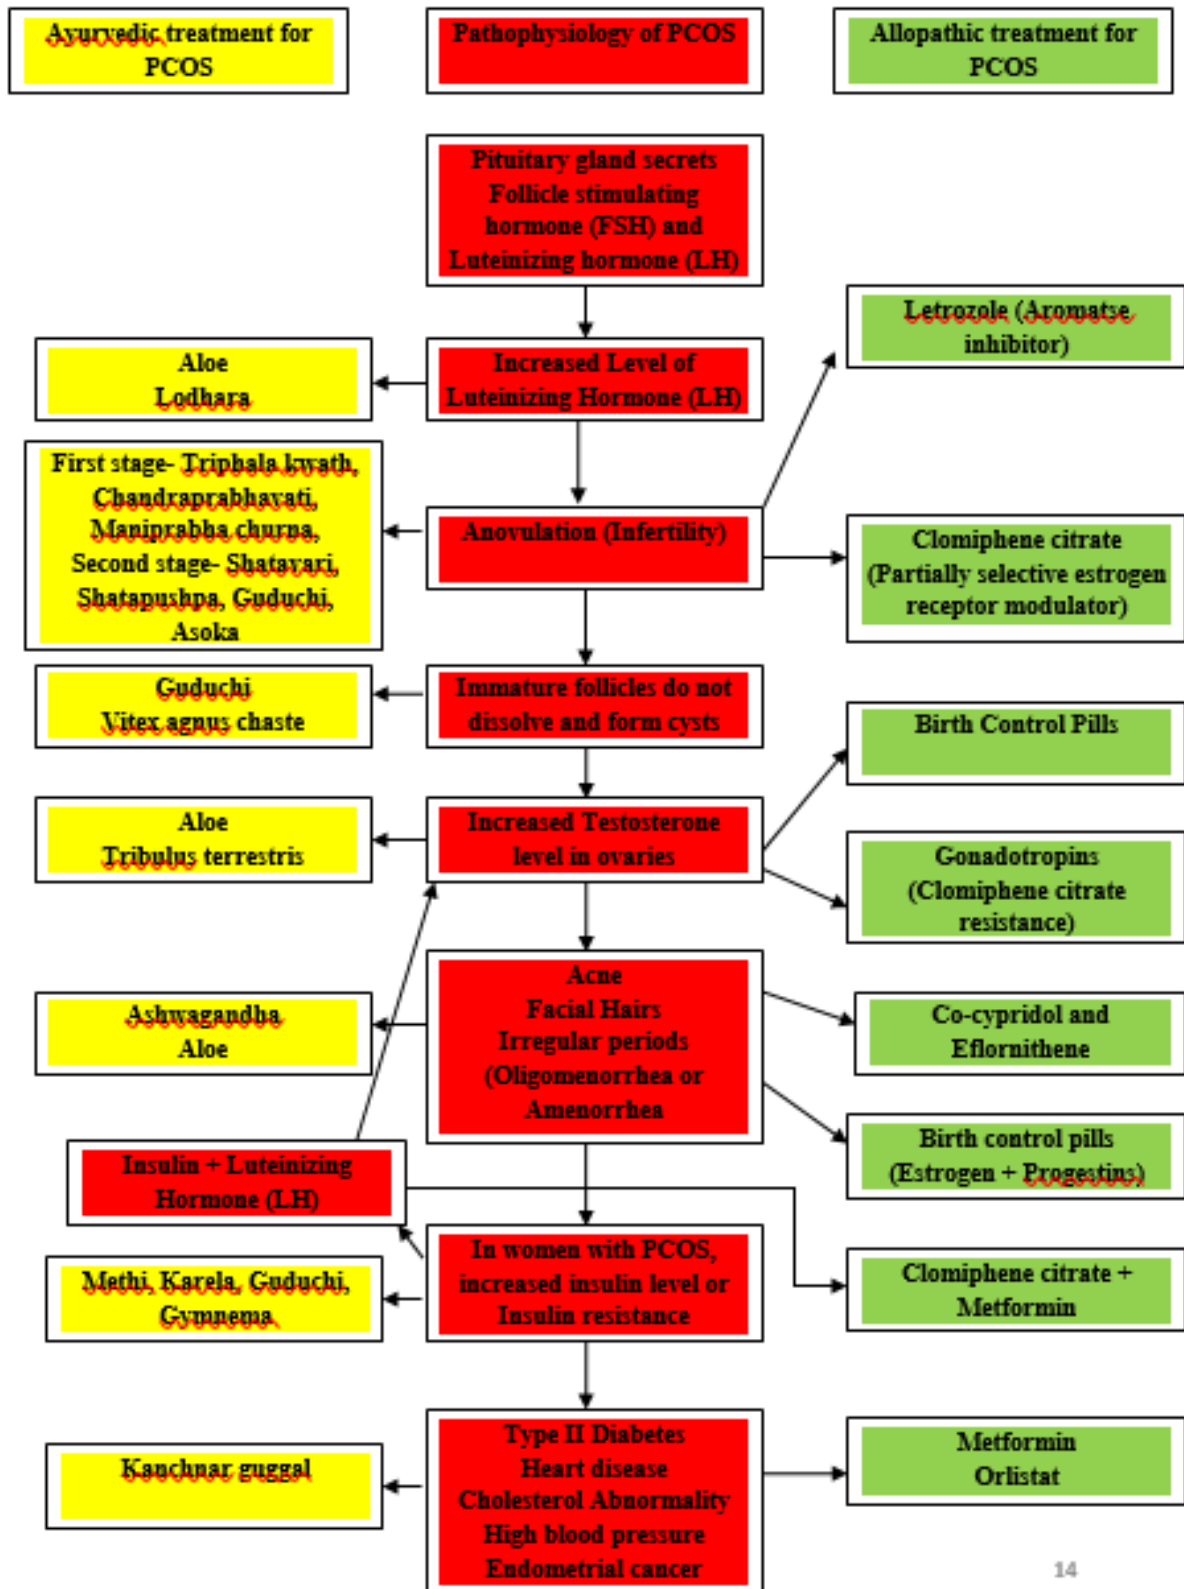 Ayurvedic treatment for
PCOS
Pathophysiology of PCOS
Allopathic treatment for
PCOS
Pituitary gland secrets
Follicle stimulating
hormone (FSH) and
Luteinizing hormone (LH)
Letrozole (Aromatse
inhibitor)
Aloe
Lodhara
Increased Level of
Luteinizing Hormone (LH)
First stage- Triphala kwath,
Chandraprabhavati,
Maniprabha churna,
Second stage- Shatavari,
Shatapushpa, Guduchi,
Asoka
Anovulation (Infertility)
Clomiphene citrate
(Partially selective estrogen
receptor modulator)
Guduchi
Vitex agnus chaste
Immature follicles do not
dissolve and form cysts
Birth Control Pills
Aloe
Tribulus terrestris
Increased Testosterone
level in ovaries
Gonadotropins
(Clomiphene citrate
resistance)
Ashwagandha
Aloe
Acne
Facial Hairs
Irregular periods
(Oligomenorrhea or
Amenorrhea
Co-cypridol and
Eflornithene
Birth control pills
(Estrogen + Progestins)
Insulin + Luteinizing
Hormone (LH)
Methi, Karela, Guduchi,
Gymnema
In women with PCOS,
increased insulin level or
Insulin resistance
Clomiphene citrate +
Metformin
Kanchnar guggal
Type II Diabetes
Heart disease
Cholesterol Abnormality
High blood pressure
Endometrial cancer
Metformin
Orlistat
14